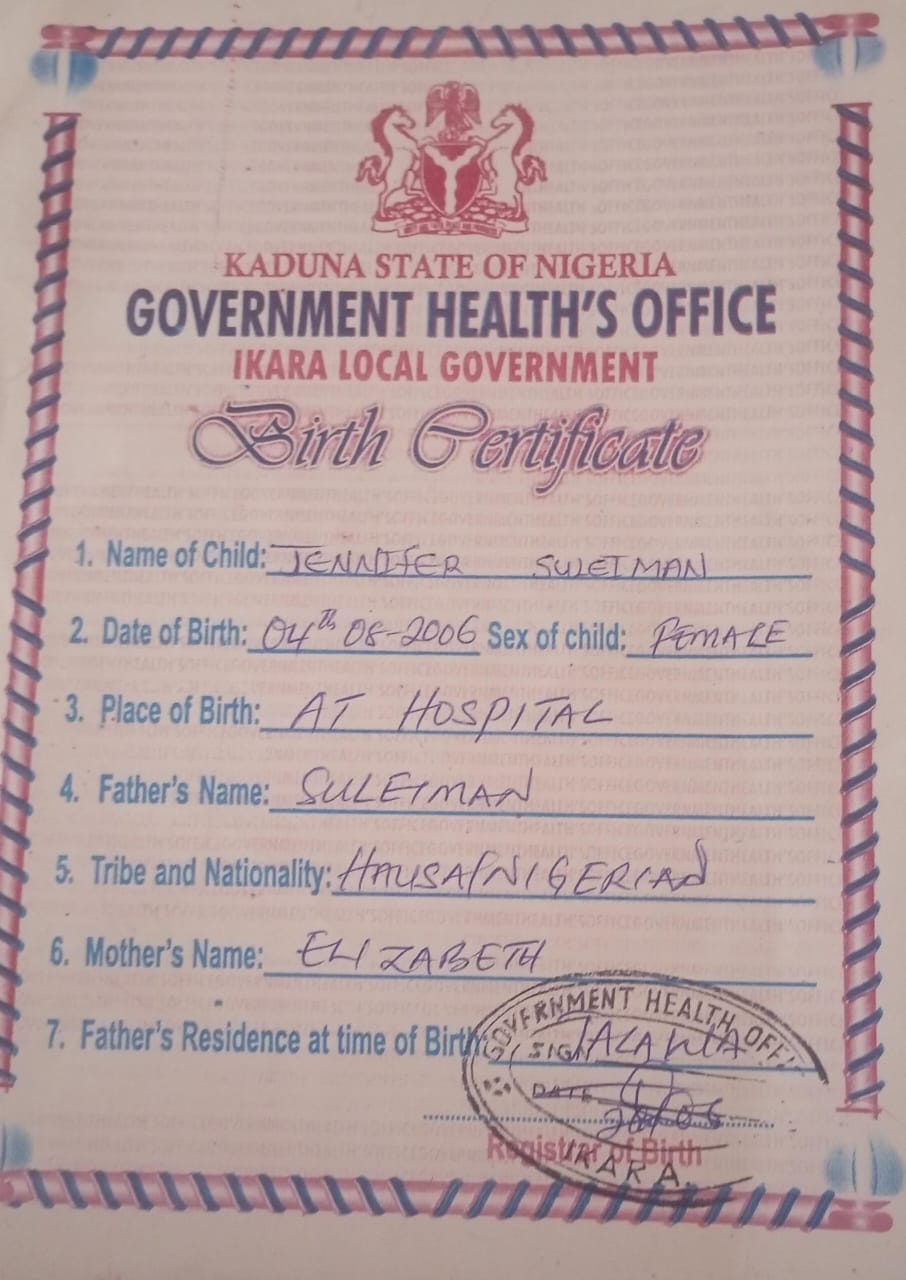 KADUNA STATE OF NIGERIA
GOVERNMENT HEALTH'S OFFICE
IKARA LOCAL GOVERNMENT
Birth Certificate
1. Name of Child: JENNIFER SULEIMAN
2. Date of Birth: 04th 08-2006 Sex of child: FEMALE
3. Place of Birth: AT HOSPITAL
4. Father's Name: SULEIMAN
5. Tribe and Nationality: HAUSA/NIGERIAN
6. Mother's Name: ELIZABETH
7. Father's Residence at time of Birth:
GOVERNMENT HEALTH OFF
SIGN
DATE
Registrar of Birth
IKARA.